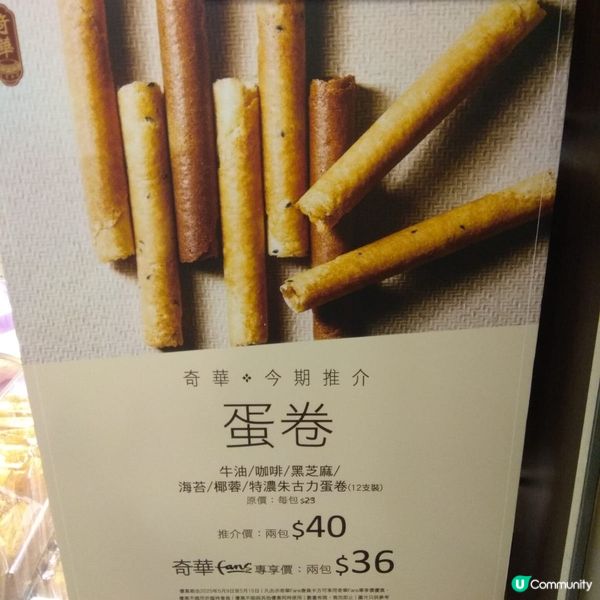 奇華
奇華 今期推介
蛋卷
牛油/咖啡/黑芝麻/
海苔/椰蓉/特濃朱古力蛋卷(12支裝)
原價：每包$23
推介價：兩包$40
奇華fans專享價：兩包$36
U Community